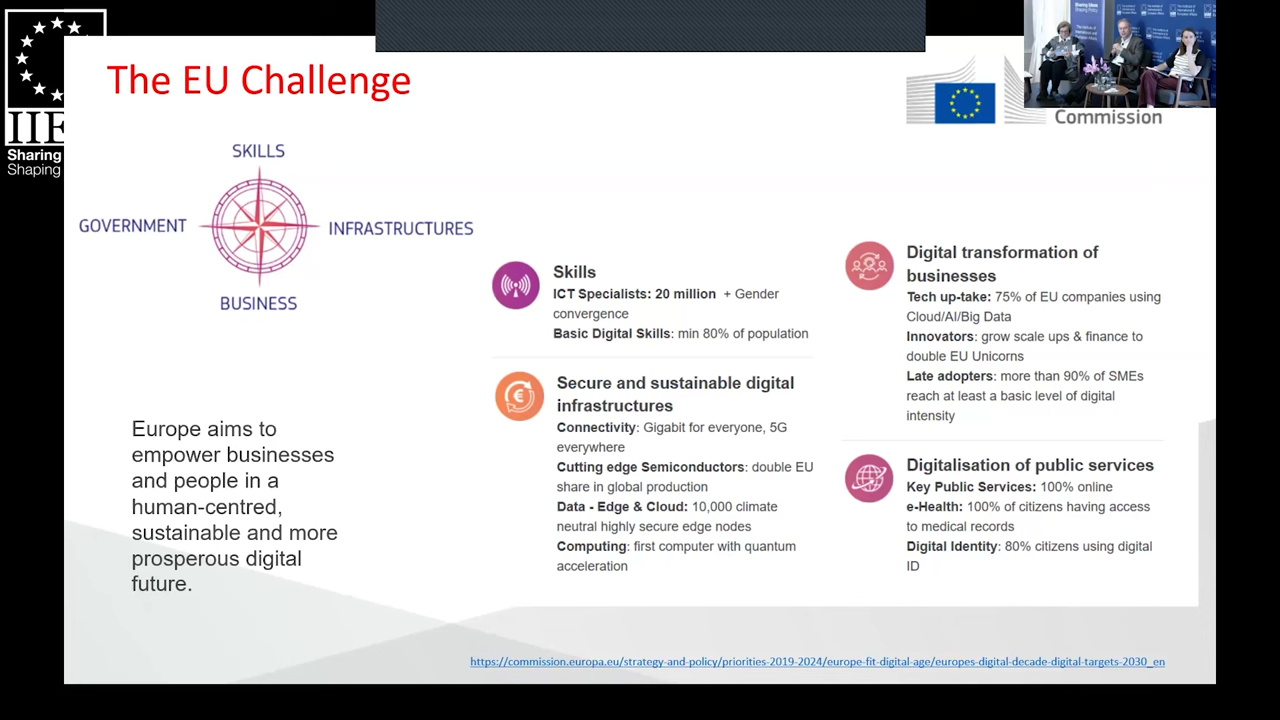 The EU Challenge
IIE
Sharing
Shaping
Commission
SKILLS
GOVERNMENT
INFRASTRUCTURES
BUSINESS
Europe aims to
empower businesses
and people in a
human-centred,
sustainable and more
prosperous digital
future.
Skills
ICT Specialists: 20 million + Gender
convergence
Basic Digital Skills: min 80% of population
Secure and sustainable digital
infrastructures
Connectivity: Gigabit for everyone, 5G
everywhere
Cutting edge Semiconductors: double EU
share in global production
Data - Edge & Cloud: 10,000 climate
neutral highly secure edge nodes
Computing: first computer with quantum
acceleration
Digital transformation of
businesses
Tech up-take: 75% of EU companies using
Cloud/AI/Big Data
Innovators: grow scale ups & finance to
double EU Unicorns
Late adopters: more than 90% of SMEs
reach at least a basic level of digital
intensity
Digitalisation of public services
Key Public Services: 100% online
e-Health: 100% of citizens having access
to medical records
Digital Identity: 80% citizens using digital
ID
https://commission.europa.eu/strategy-and-policy/priorities-2019-2024/europe-fit-digital-age/europes-digital-decade-digital-targets-2030_en